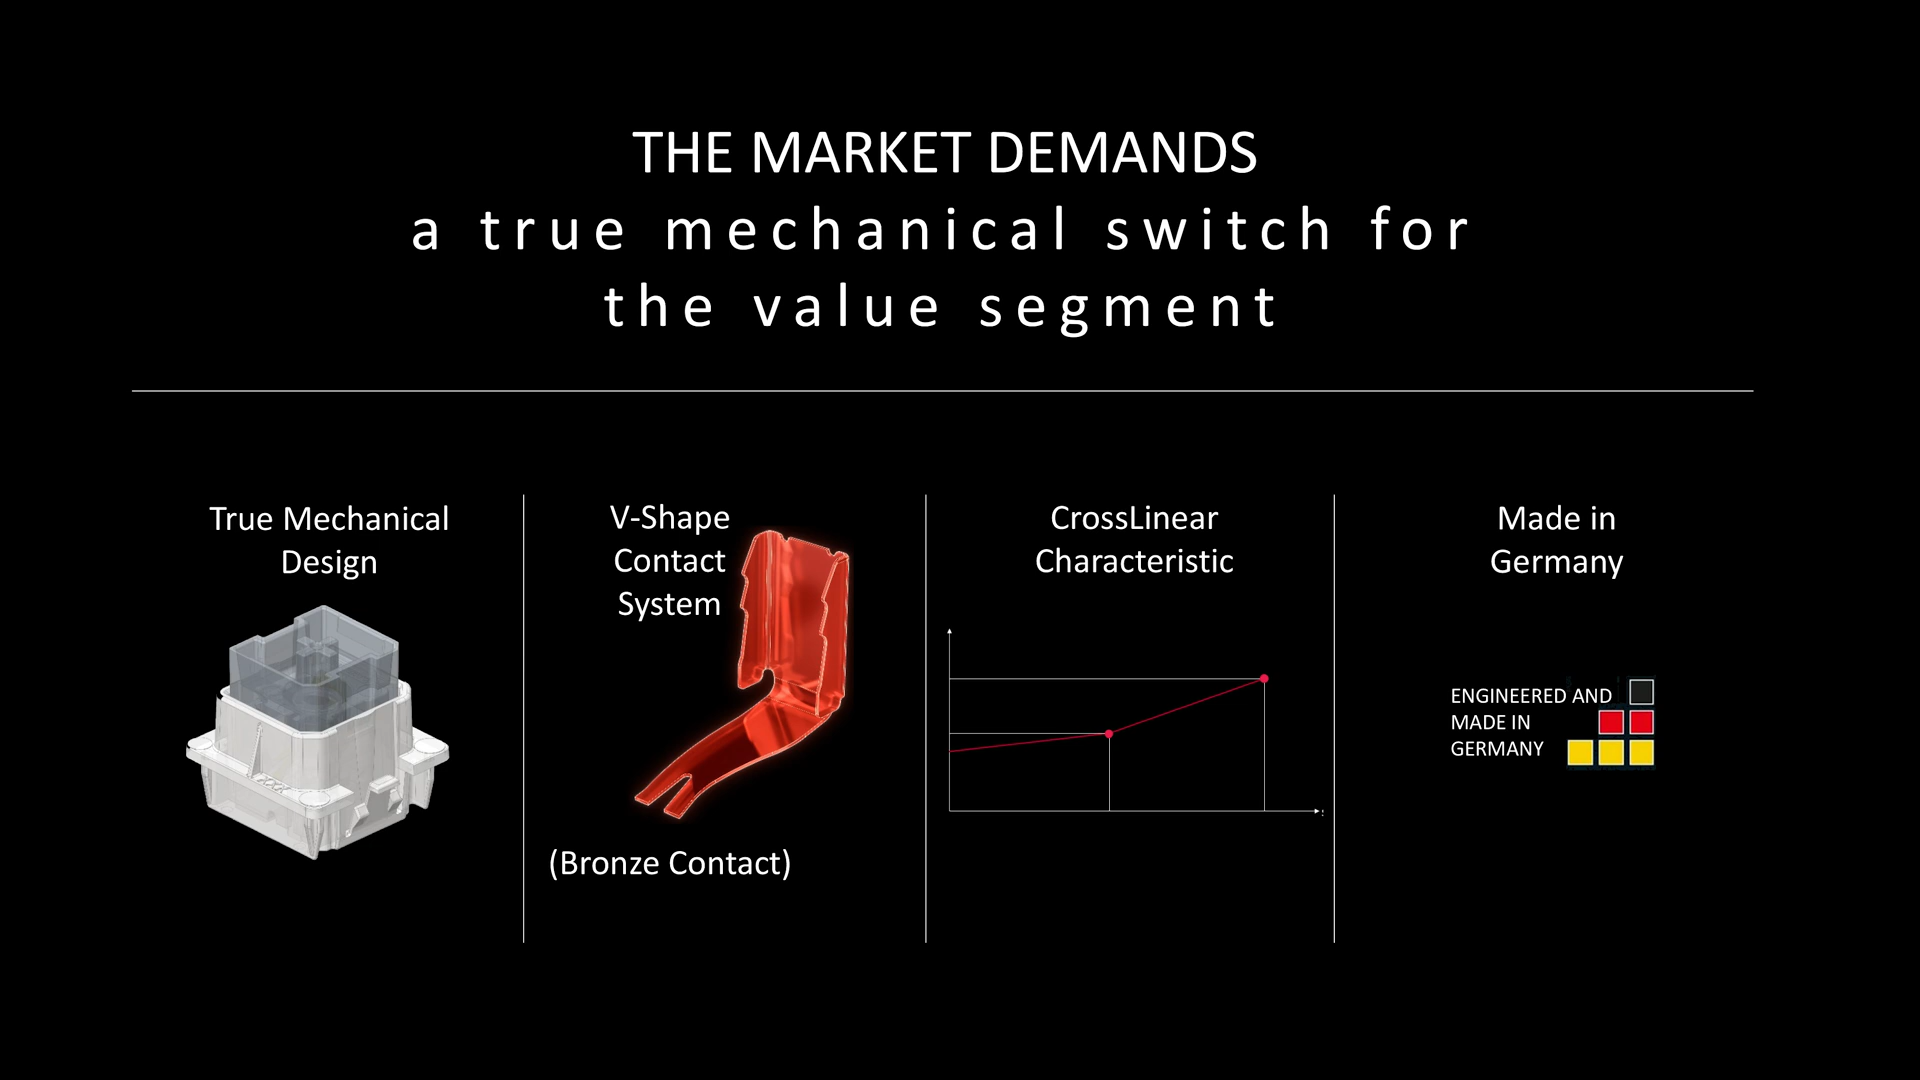 THE MARKET DEMANDS
a true mechanical switch for
the value segment
True Mechanical
Design
V-Shape
Contact
System
(Bronze Contact)
CrossLinear
Characteristic
Made in
Germany
ENGINEERED AND
MADE IN
GERMANY